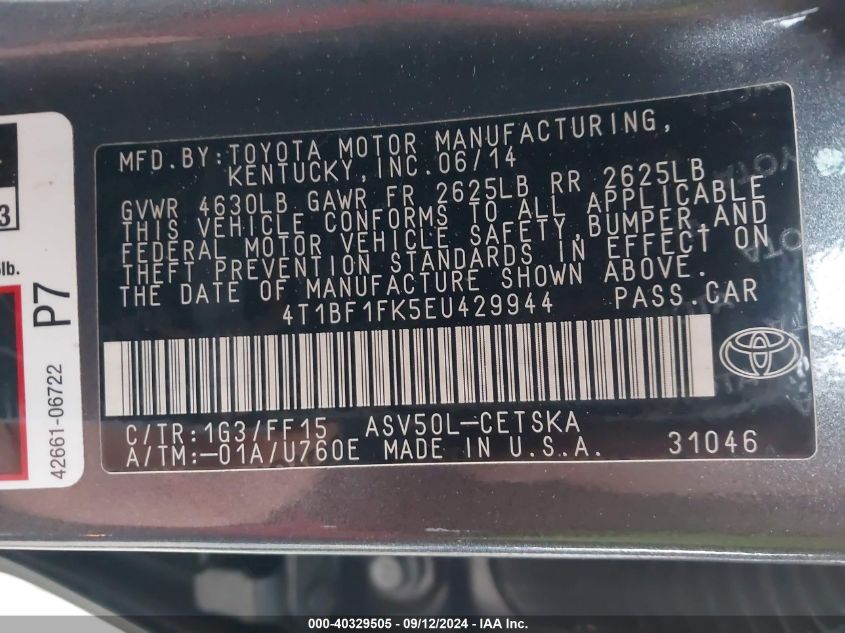 MFD.BY:TOYOTA MOTOR MANUFACTURING,
KENTUCKY,INC.06/14
GVWR 4630LB GAWR FR 2625LB RR 2625LB
THIS VEHICLE CONFORMS TO ALL APPLICABLE
FEDERAL MOTOR VEHICLE SAFETY,BUMPER,AND
THEFT PREVENTION STANDARDS IN EFFECT ON
THE DATE OF MANUFACTURE SHOWN ABOVE.
4T1BF1FK5EU429944 PASS.CAR
C/TR:1G3/FF15 ASV50L-CETSKA
A/TM:-01A/U760E MADE IN U.S.A. 31046
3
lb.
P7
42661-06722
TOYOTA
000-40329505 - 09/12/2024 - IAA Inc.